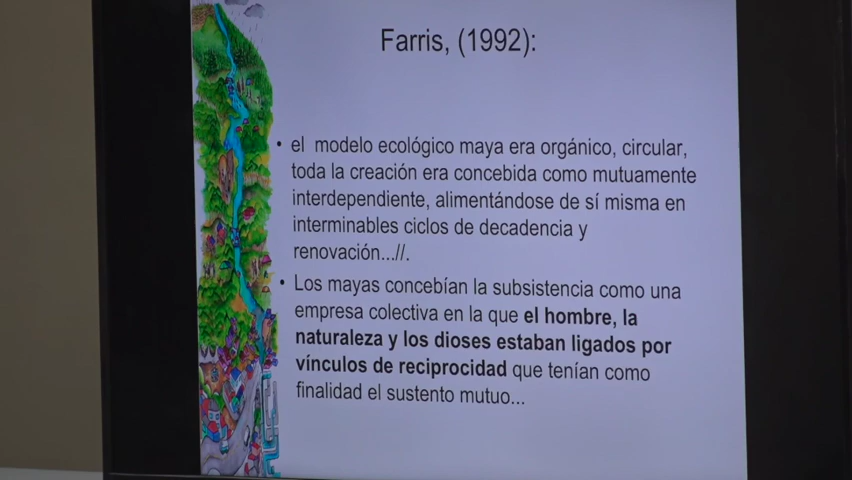 Farris, (1992):
• el modelo ecológico maya era orgánico, circular,
toda la creación era concebida como mutuamente
interdependiente, alimentándose de sí misma en
interminables ciclos de decadencia y
renovación...//.
• Los mayas concebían la subsistencia como una
empresa colectiva en la que el hombre, la
naturaleza y los dioses estaban ligados por
vínculos de reciprocidad que tenían como
finalidad el sustento mutuo...